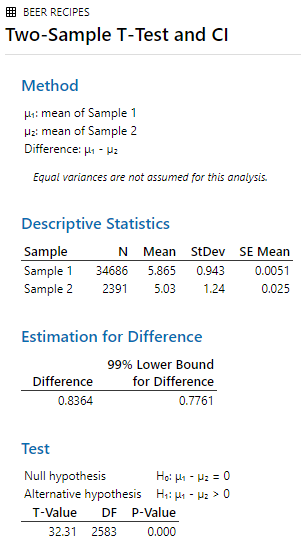 BEER RECIPES
Two-Sample T-Test and CI
Method
μ₁: mean of Sample 1
µ₂: mean of Sample 2
Difference: μ₁ - µ₂
Equal variances are not assumed for this analysis.
Descriptive Statistics
Sample N Mean StDev SE Mean
Sample 1 34686 5.865 0.943 0.0051
Sample 2 2391 5.03 1.24 0.025
Estimation for Difference
99% Lower Bound
Difference for Difference
0.8364 0.7761
Test
Null hypothesis H₀: μ₁ - µ₂ = 0
Alternative hypothesis H₁: μ₁ - µ₂ > 0
T-Value DF P-Value
32.31 2583 0.000